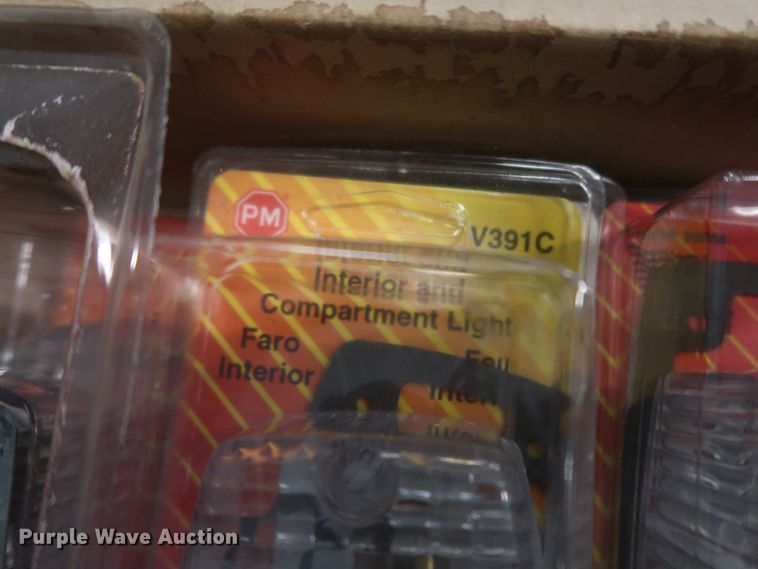 PM
V391C
Interior and
Compartment Light
Faro
Interior
Feu
Purple Wave Auction